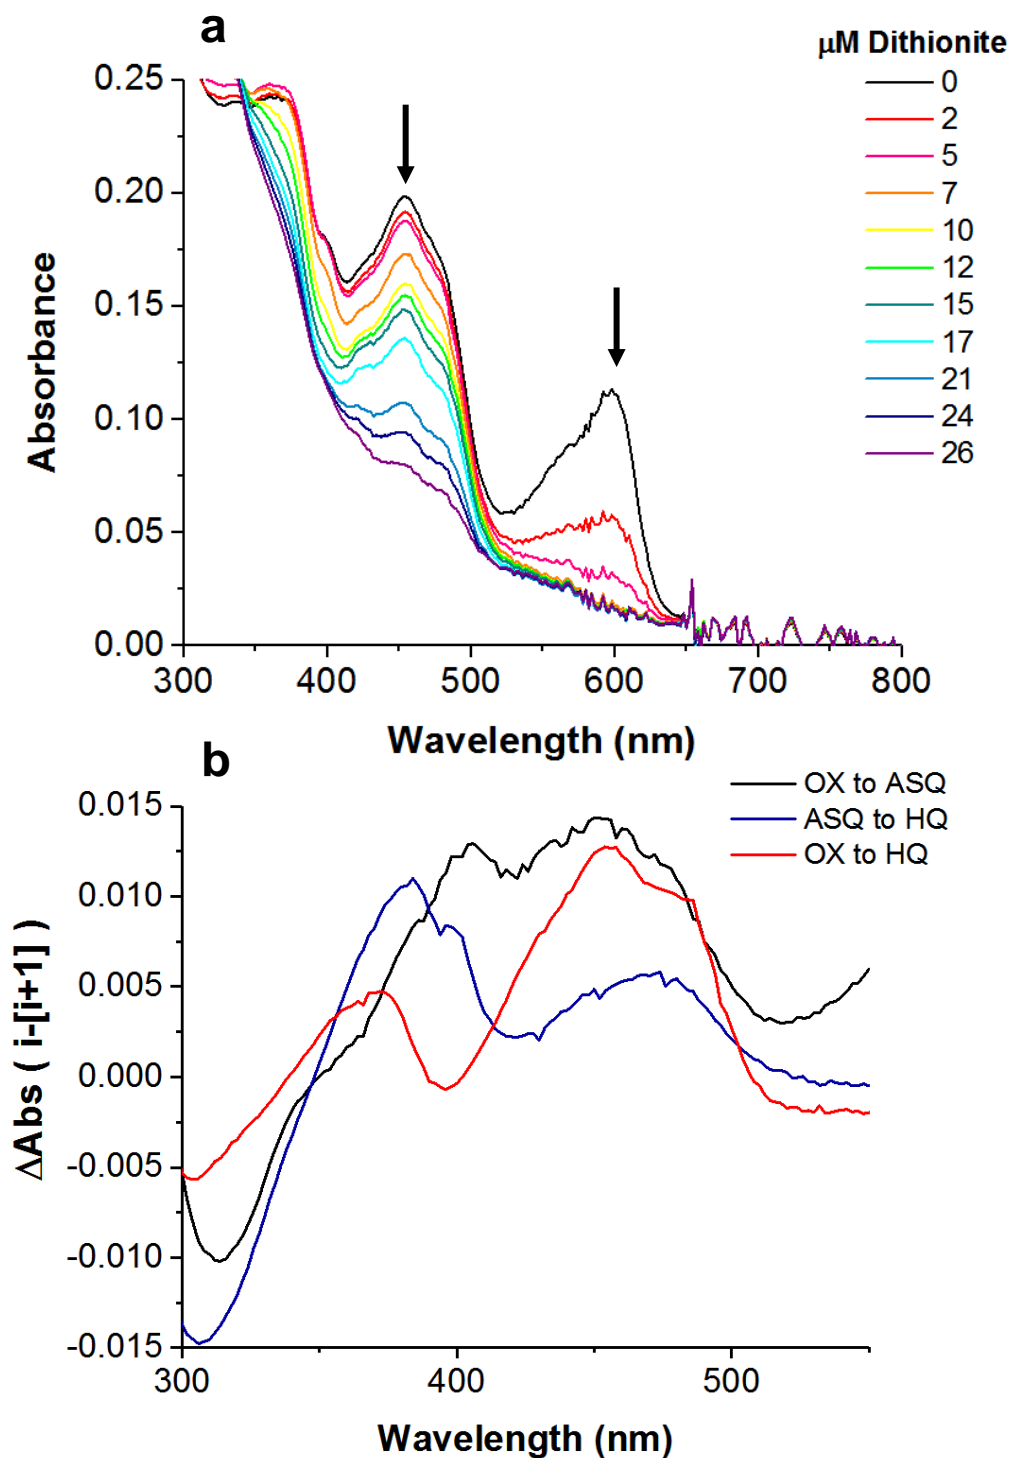 a
µM Dithionite
0
2
5
7
10
12
15
17
21
24
26
0.25
0.20
0.15
0.10
0.05
0.00
Absorbance
300 400 500 600 700 800
Wavelength (nm)
b
OX to ASQ
ASQ to HQ
OX to HQ
0.015
0.010
0.005
0.000
-0.005
-0.010
-0.015
ΔAbs ( i-[i+1] )
300 400 500
Wavelength (nm)